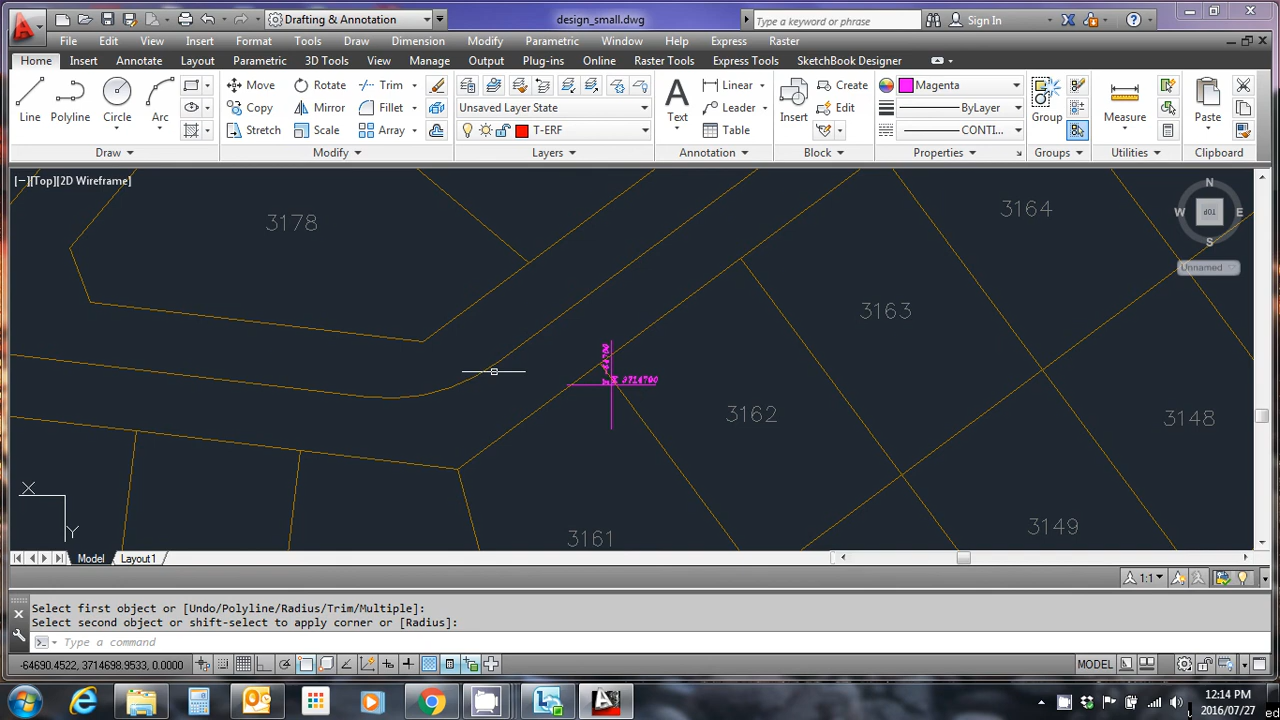 Drafting & Annotation
design_small.dwg
Type a keyword or phrase
Sign In
File Edit View Insert Format Tools Draw Dimension Modify Parametric Window Help Express Raster
Home Insert Annotate Layout Parametric 3D Tools View Manage Output Plug-ins Online Raster Tools Express Tools SketchBook Designer
Line
Polyline
Circle
Arc
Draw
Move Rotate Trim
Copy Mirror Fillet
Stretch Scale Array
Modify
Unsaved Layer State
T-ERF
Layers
Text
Linear
Leader
Table
Annotation
Insert
Create
Edit
Block
Magenta
ByLayer
CONTI...
Properties
Group
Groups
Measure
Utilities
Paste
Clipboard
[−][Top][2D Wireframe]
3178
3164
N
W TOP E
S
Unnamed
3163
3714700
3162
3148
3161
3149
X
Y
Model Layout1
1:1
Select first object or [Undo/Polyline/Radius/Trim/Multiple]:
Select second object or shift-select to apply corner or [Radius]:
Type a command
-64690.4522, 3714698.9533, 0.0000
MODEL
12:14 PM
2016/07/27